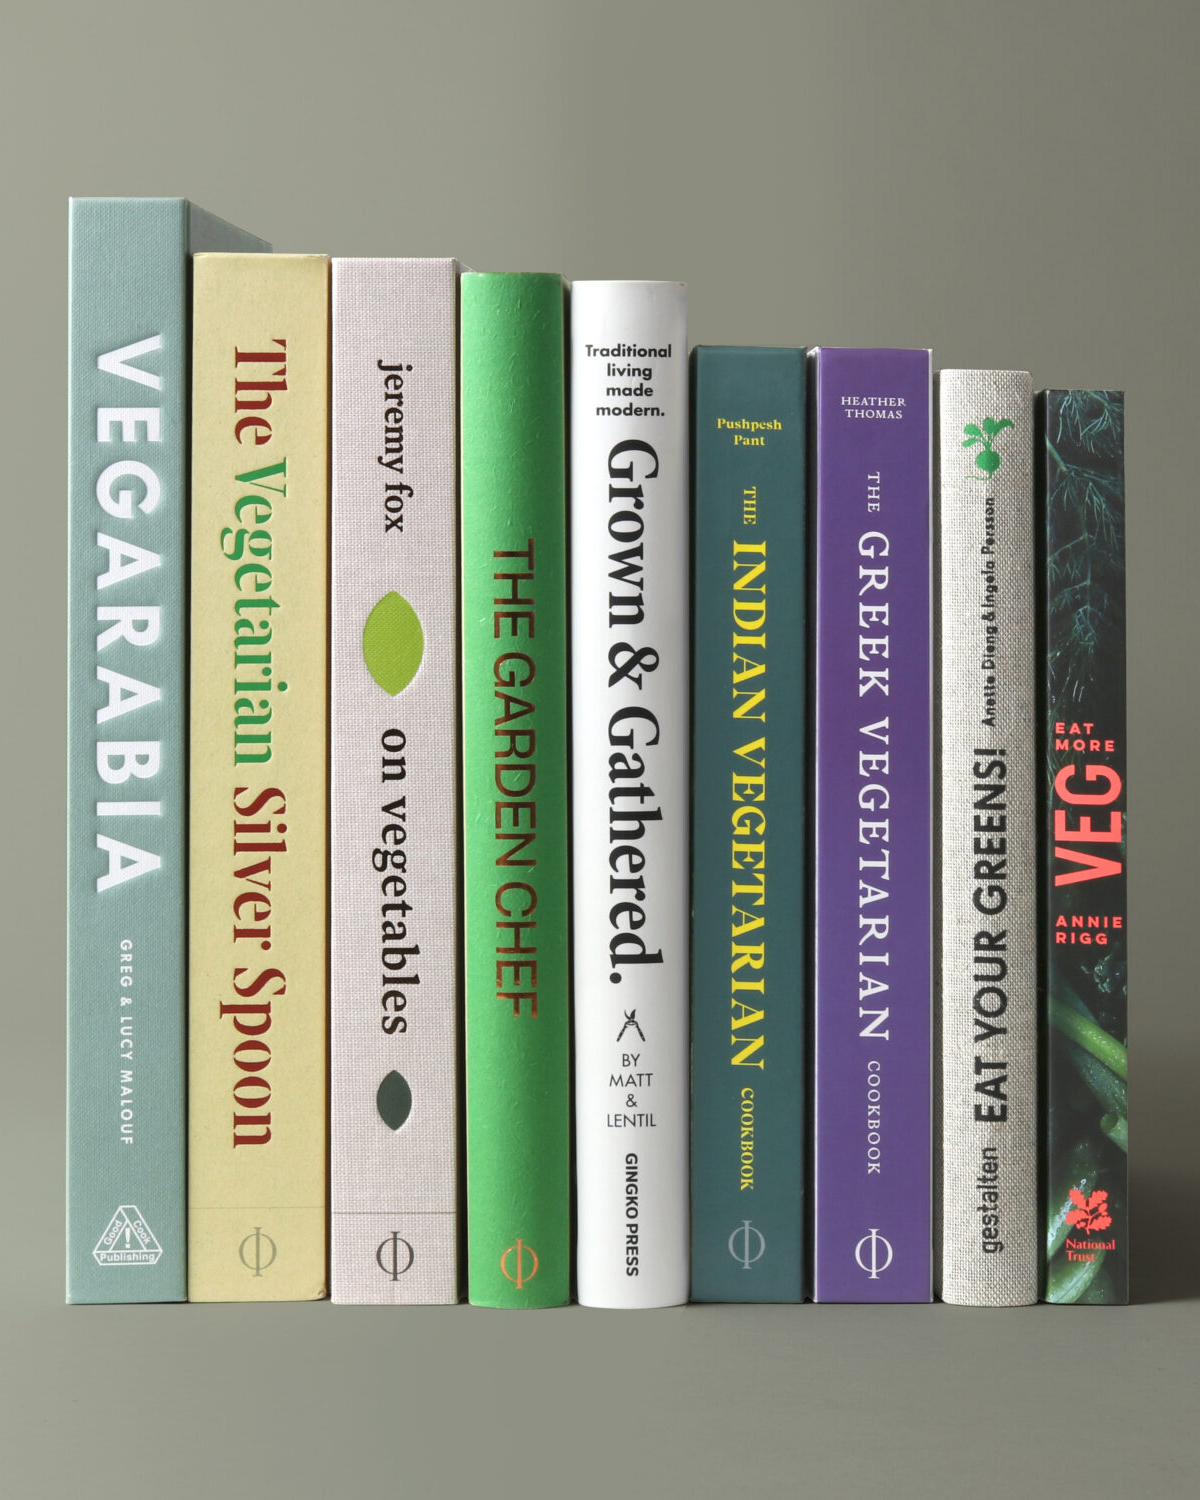 VEGARABIA
GREG & LUCY MALOUF
Good
Cook
!
Publishing
The Vegetarian Silver Spoon
jeremy fox
on vegetables
THE GARDEN CHEF
Traditional
living
made
modern.
Grown & Gathered.
BY
MATT
&
LENTIL
GINGKO PRESS
Pushpesh
Pant
THE INDIAN VEGETARIAN COOKBOOK
HEATHER
THOMAS
THE GREEK VEGETARIAN COOKBOOK
gestalten EAT YOUR GREENS! Anette Dieng & Ingela Persson
EAT
MORE
VEG
ANNIE
RIGG
National
Trust